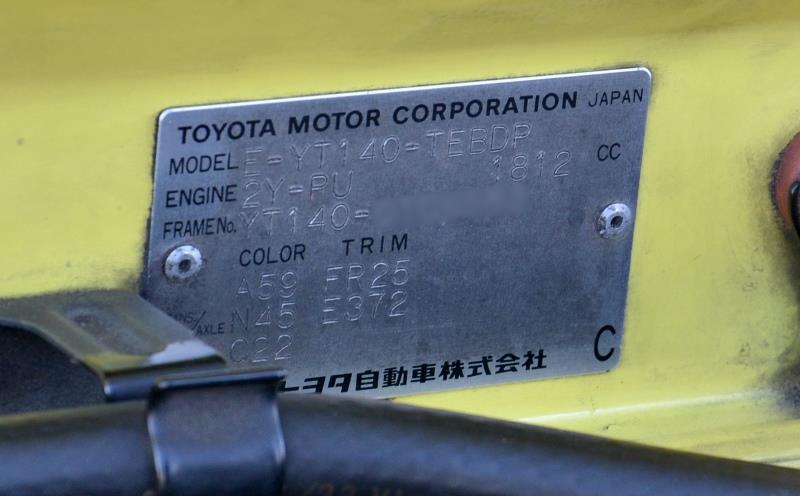 TOYOTA MOTOR CORPORATION JAPAN
MODEL E-YT140-TEBDP
ENGINE 2Y-PU 1812 CC
FRAME No. YT140-
COLOR TRIM
A59 FR25
/AXLE N45 E372
C22
トヨタ自動車株式会社 C